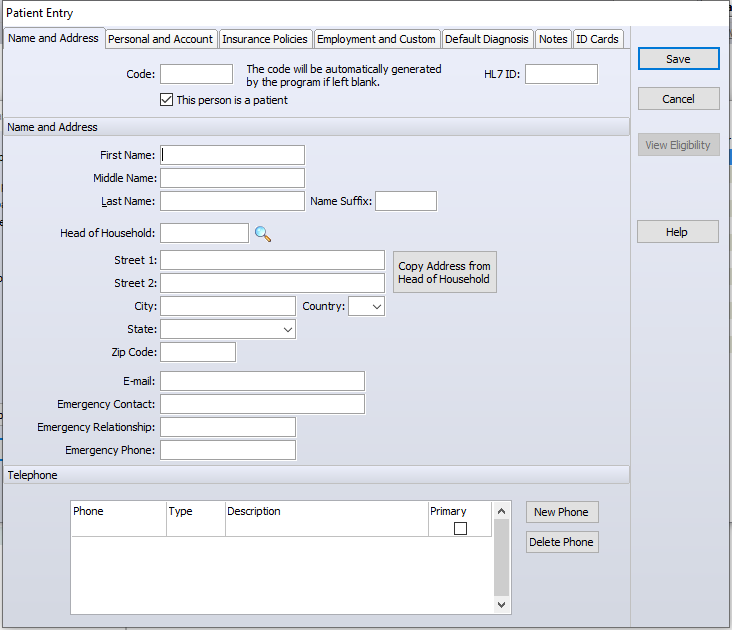 Patient Entry
Name and Address Personal and Account Insurance Policies Employment and Custom Default Diagnosis Notes ID Cards
Save
Code: The code will be automatically generated HL7 ID:
by the program if left blank.
Cancel
This person is a patient
Name and Address
View Eligibility
First Name:
Middle Name:
Last Name: Name Suffix:
Head of Household:
Help
Street 1:
Copy Address from
Head of Household
Street 2:
City: Country:
State:
Zip Code:
E-mail:
Emergency Contact:
Emergency Relationship:
Emergency Phone:
Telephone
Phone Type Description Primary
New Phone
Delete Phone